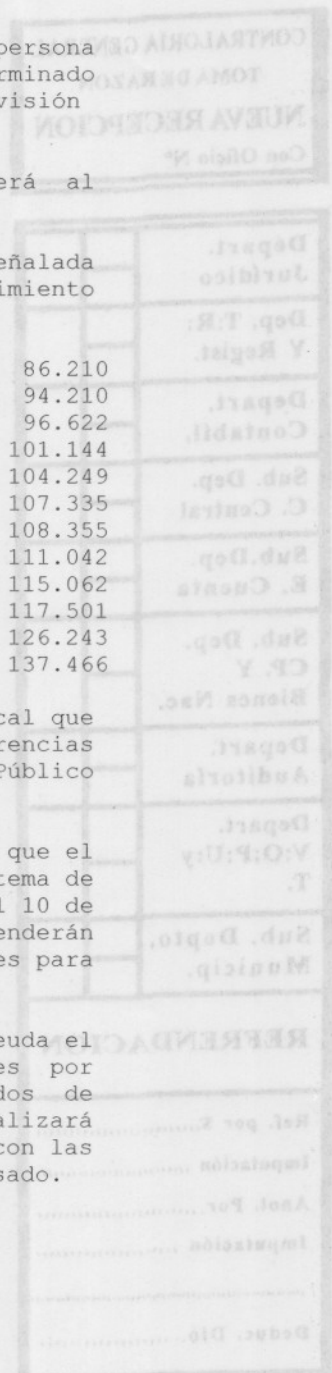 persona
erminado
visión
erá al
eñalada
imiento
86.210
94.210
96.622
101.144
104.249
107.335
108.355
111.042
115.062
117.501
126.243
137.466
cal que
rencias
Público
que el
tema de
l 10 de
enderán
es para
euda el
es por
dos de
alizará
con las
sado.
CONTRALORÍA GENERAL
TOMA DE RAZÓN
NUEVA RECEPCION
Con Oficio Nº
Depart.
Jurídico
Dep. T:R:
Y Regist.
Depart.
Contabil.
Sub. Dep.
C. Central
Sub.Dep.
E. Cuenta
Sub. Dep.
CP. Y
Bienes Nac.
Depart.
Auditoría
Depart.
V:O:P:U:y
T.
Sub. Depto.
Municip.
REFRENDACION
Ref. por $
Imputación
Anot. Por
Imputación
Deduc. Dto.